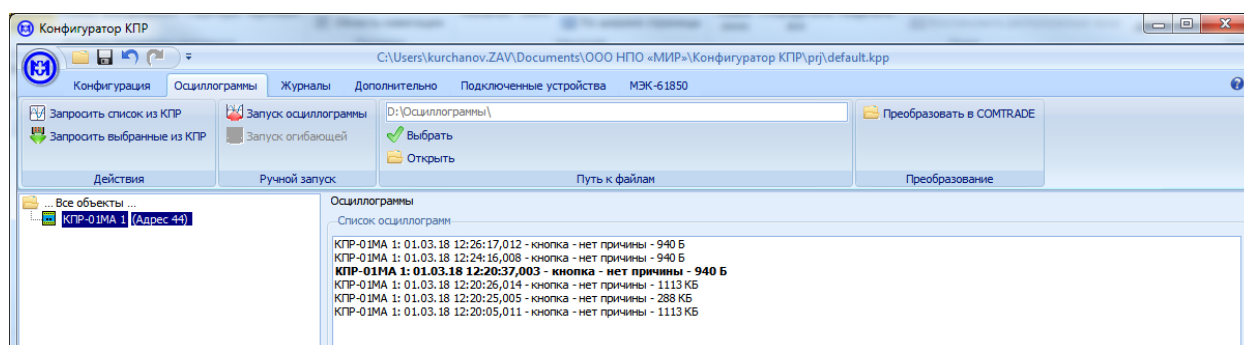 Конфигуратор КПР
C:\Users\kurchanov.ZAV\Documents\ООО НПО «МИР»\Конфигуратор КПР\prj\default.kpp
Конфигурация Осциллограммы Журналы Дополнительно Подключенные устройства МЭК-61850
Запросить список из КПР
Запросить выбранные из КПР
Действия
Запуск осциллограммы
Запуск огибающей
Ручной запуск
D:\Осциллограммы\
Выбрать
Открыть
Путь к файлам
Преобразовать в COMTRADE
Преобразование
... Все объекты ...
КПР-01МА 1 (Адрес 44)
Осциллограммы
Список осциллограмм
КПР-01МА 1: 01.03.18 12:26:17,012 - кнопка - нет причины - 940 Б
КПР-01МА 1: 01.03.18 12:24:16,008 - кнопка - нет причины - 940 Б
КПР-01МА 1: 01.03.18 12:20:37,003 - кнопка - нет причины - 940 Б
КПР-01МА 1: 01.03.18 12:20:26,014 - кнопка - нет причины - 1113 КБ
КПР-01МА 1: 01.03.18 12:20:25,005 - кнопка - нет причины - 288 КБ
КПР-01МА 1: 01.03.18 12:20:05,011 - кнопка - нет причины - 1113 КБ